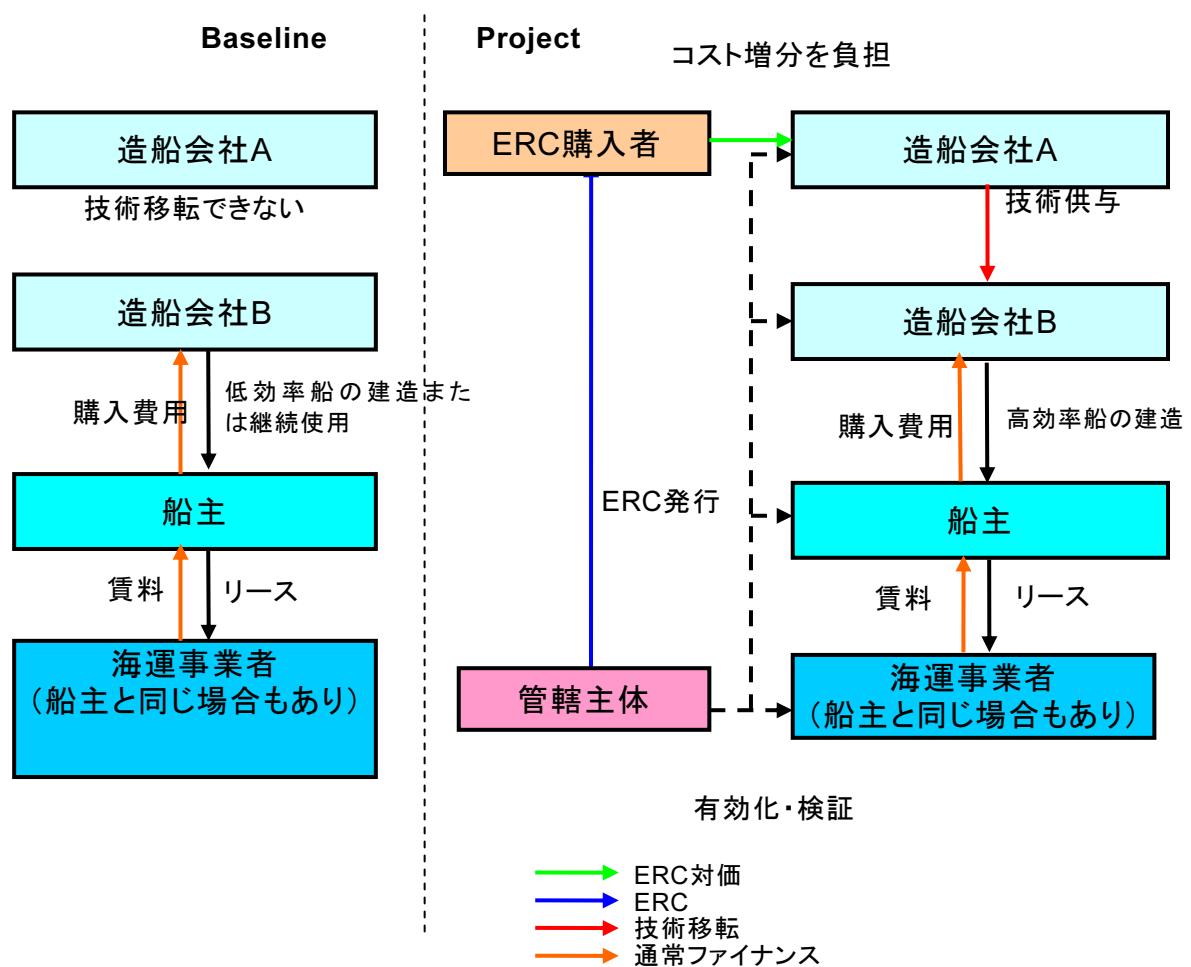 Baseline
造船会社A
技術移転できない
造船会社B
購入費用
低効率船の建造また
は継続使用
船主
賃料
リース
海運事業者
(船主と同じ場合もあり)
Project
コスト増分を負担
ERC購入者
造船会社A
技術供与
造船会社B
購入費用
高効率船の建造
ERC発行
船主
賃料
リース
管轄主体
海運事業者
(船主と同じ場合もあり)
有効化・検証
ERC対価
ERC
技術移転
通常ファイナンス